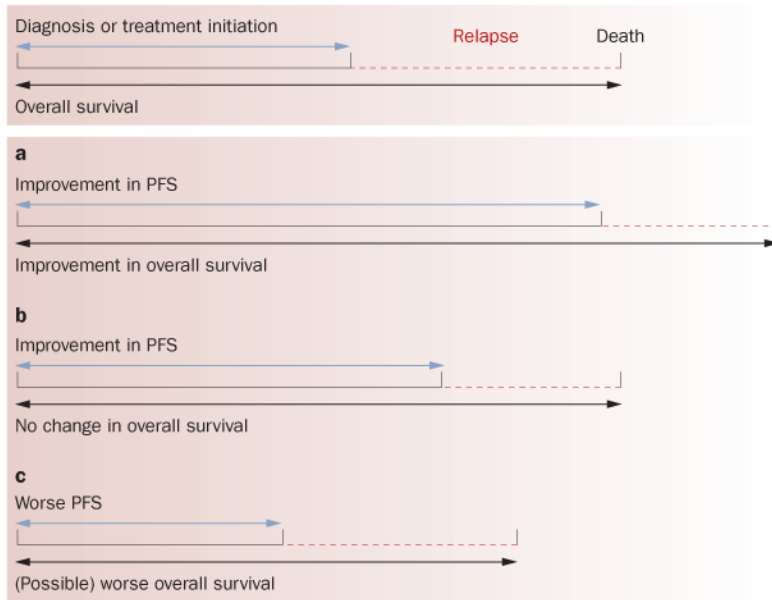 Diagnosis or treatment initiation
Relapse
Death
Overall survival
a
Improvement in PFS
Improvement in overall survival
b
Improvement in PFS
No change in overall survival
c
Worse PFS
(Possible) worse overall survival